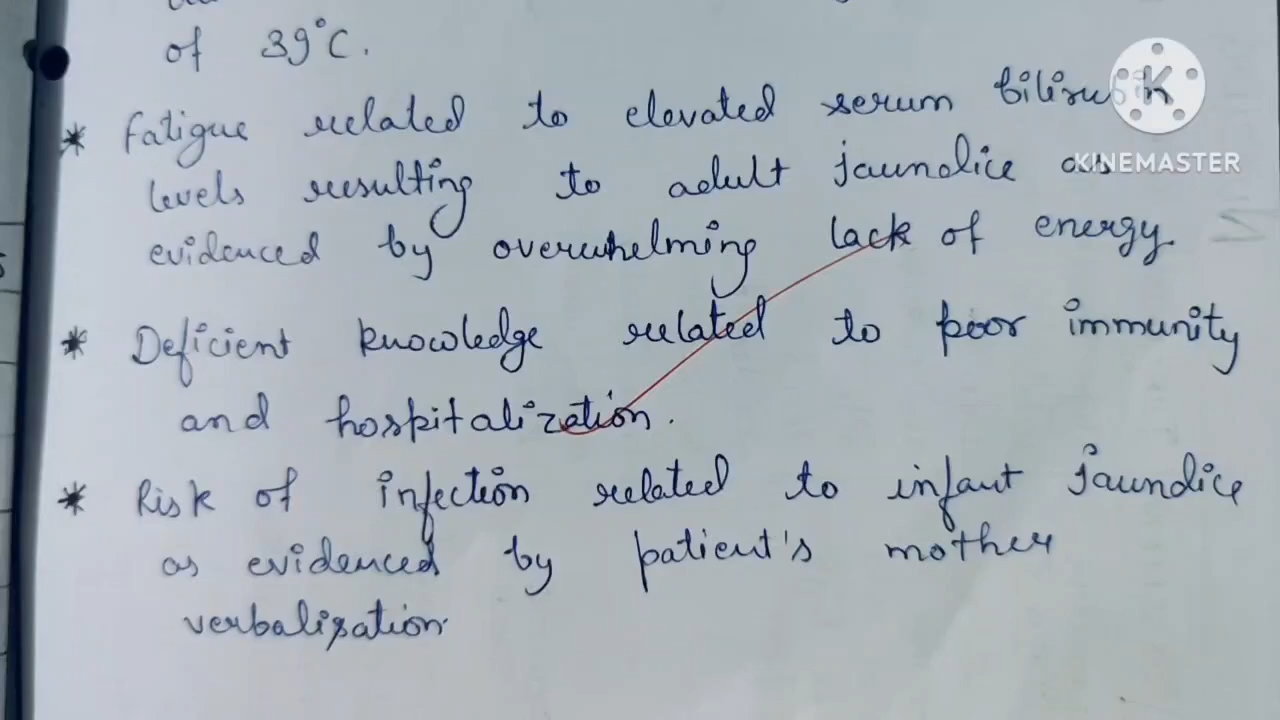 of 39°C.
* Fatigue related to elevated serum bilirubin
levels resulting to adult jaundice as
evidenced by overwhelming lack of energy.
* Deficient knowledge related to poor immunity
and hospitalization.
* Risk of infection related to infant jaundice
as evidenced by patient's mother
verbalization.
K
KINEMASTER